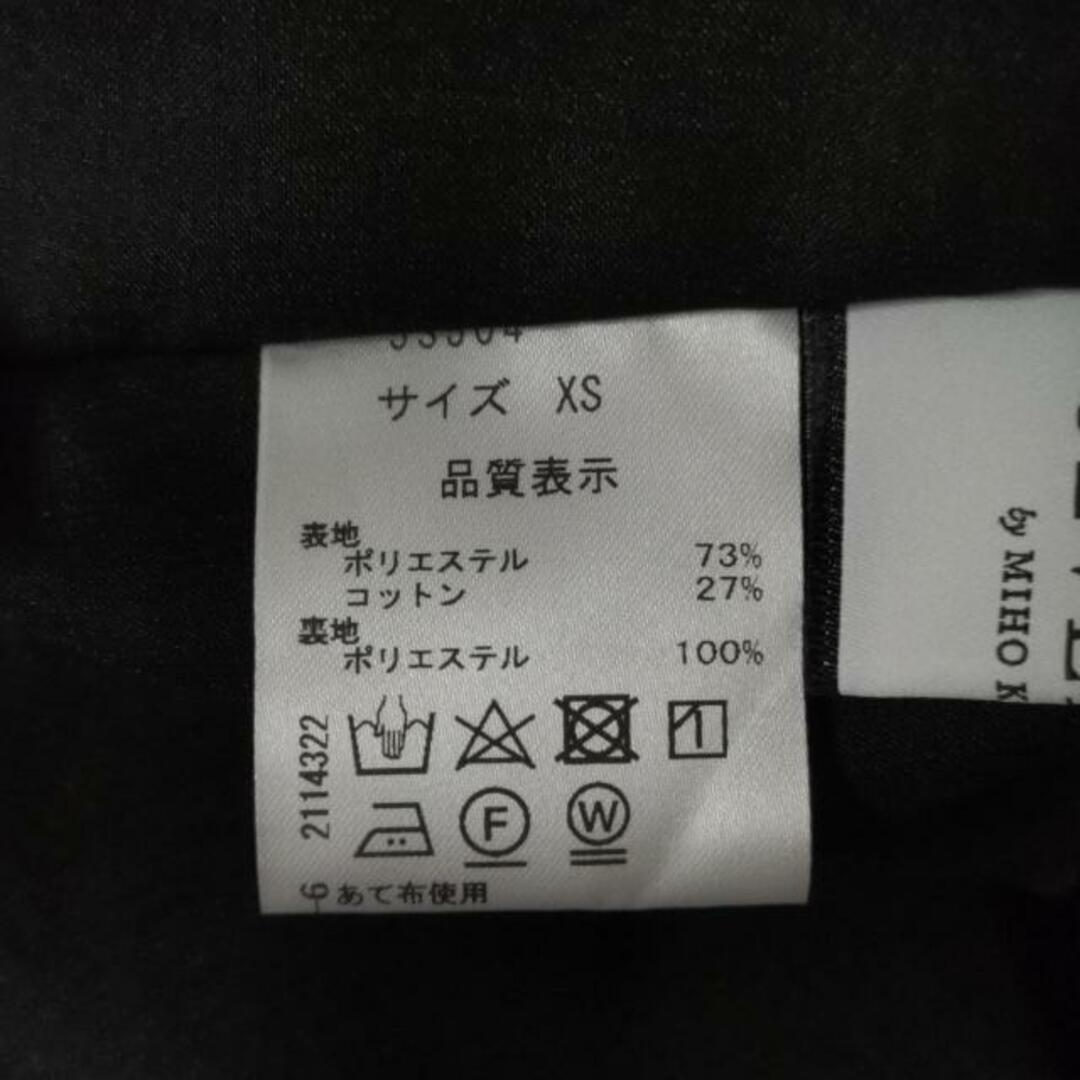 サイズ XS
品質表示
表地
ポリエステル 73%
コットン 27%
裏地
ポリエステル 100%
2114322
1
F
W
6 あて布使用
by MIHO K